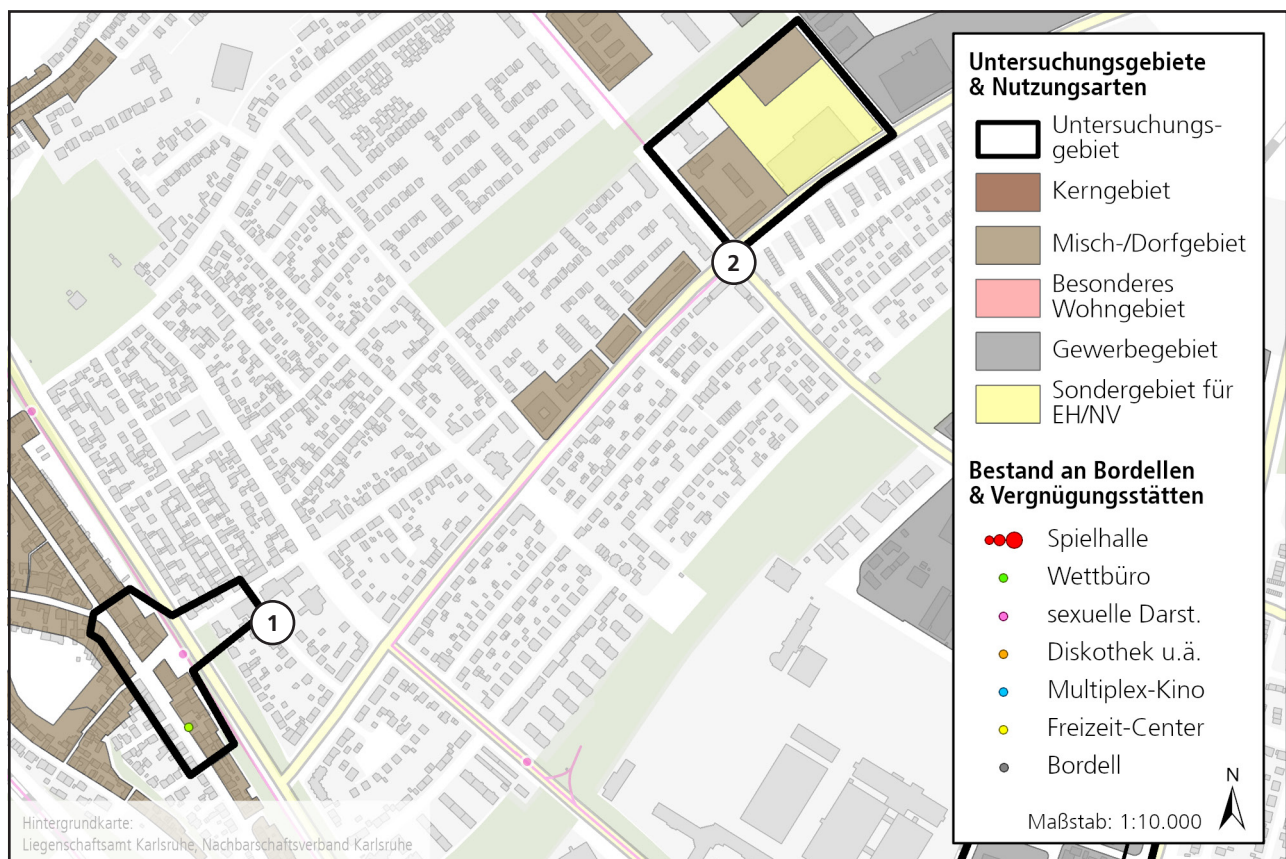 2
1
Untersuchungsgebiete
& Nutzungsarten
Untersuchungs-
gebiet
Kerngebiet
Misch-/Dorfgebiet
Besonderes
Wohngebiet
Gewerbegebiet
Sondergebiet für
EH/NV
Bestand an Bordellen
& Vergnügungsstätten
Spielhalle
Wettbüro
sexuelle Darst.
Diskothek u.ä.
Multiplex-Kino
Freizeit-Center
Bordell
N
Maßstab: 1:10.000
Hintergrundkarte:
Liegenschaftsamt Karlsruhe, Nachbarschaftsverband Karlsruhe